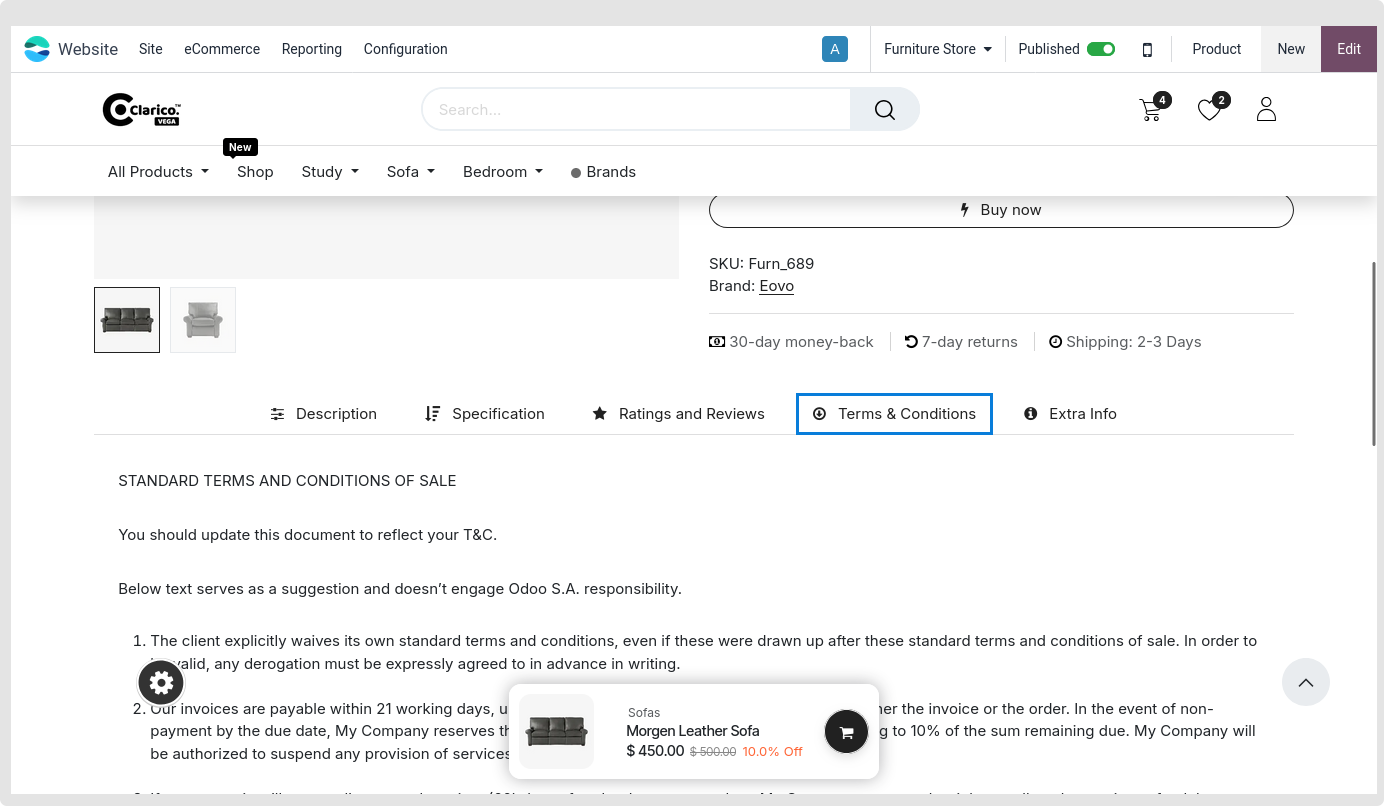 Website Site eCommerce Reporting Configuration A Furniture Store Published Product New Edit
Clarico.™ VEGA Search... 4 2
New
All Products Shop Study Sofa Bedroom Brands
Buy now
SKU: Furn_689
Brand: Eovo
30-day money-back 7-day returns Shipping: 2-3 Days
Description Specification Ratings and Reviews Terms & Conditions Extra Info
STANDARD TERMS AND CONDITIONS OF SALE
You should update this document to reflect your T&C.
Below text serves as a suggestion and doesn’t engage Odoo S.A. responsibility.
1. The client explicitly waives its own standard terms and conditions, even if these were drawn up after these standard terms and conditions of sale. In order to
valid, any derogation must be expressly agreed to in advance in writing.
2. Our invoices are payable within 21 working days, the invoice or the order. In the event of non-
payment by the due date, My Company reserves to 10% of the sum remaining due. My Company will
be authorized to suspend any provision of services
Sofas
Morgen Leather Sofa
$ 450.00 $ 500.00 10.0% Off